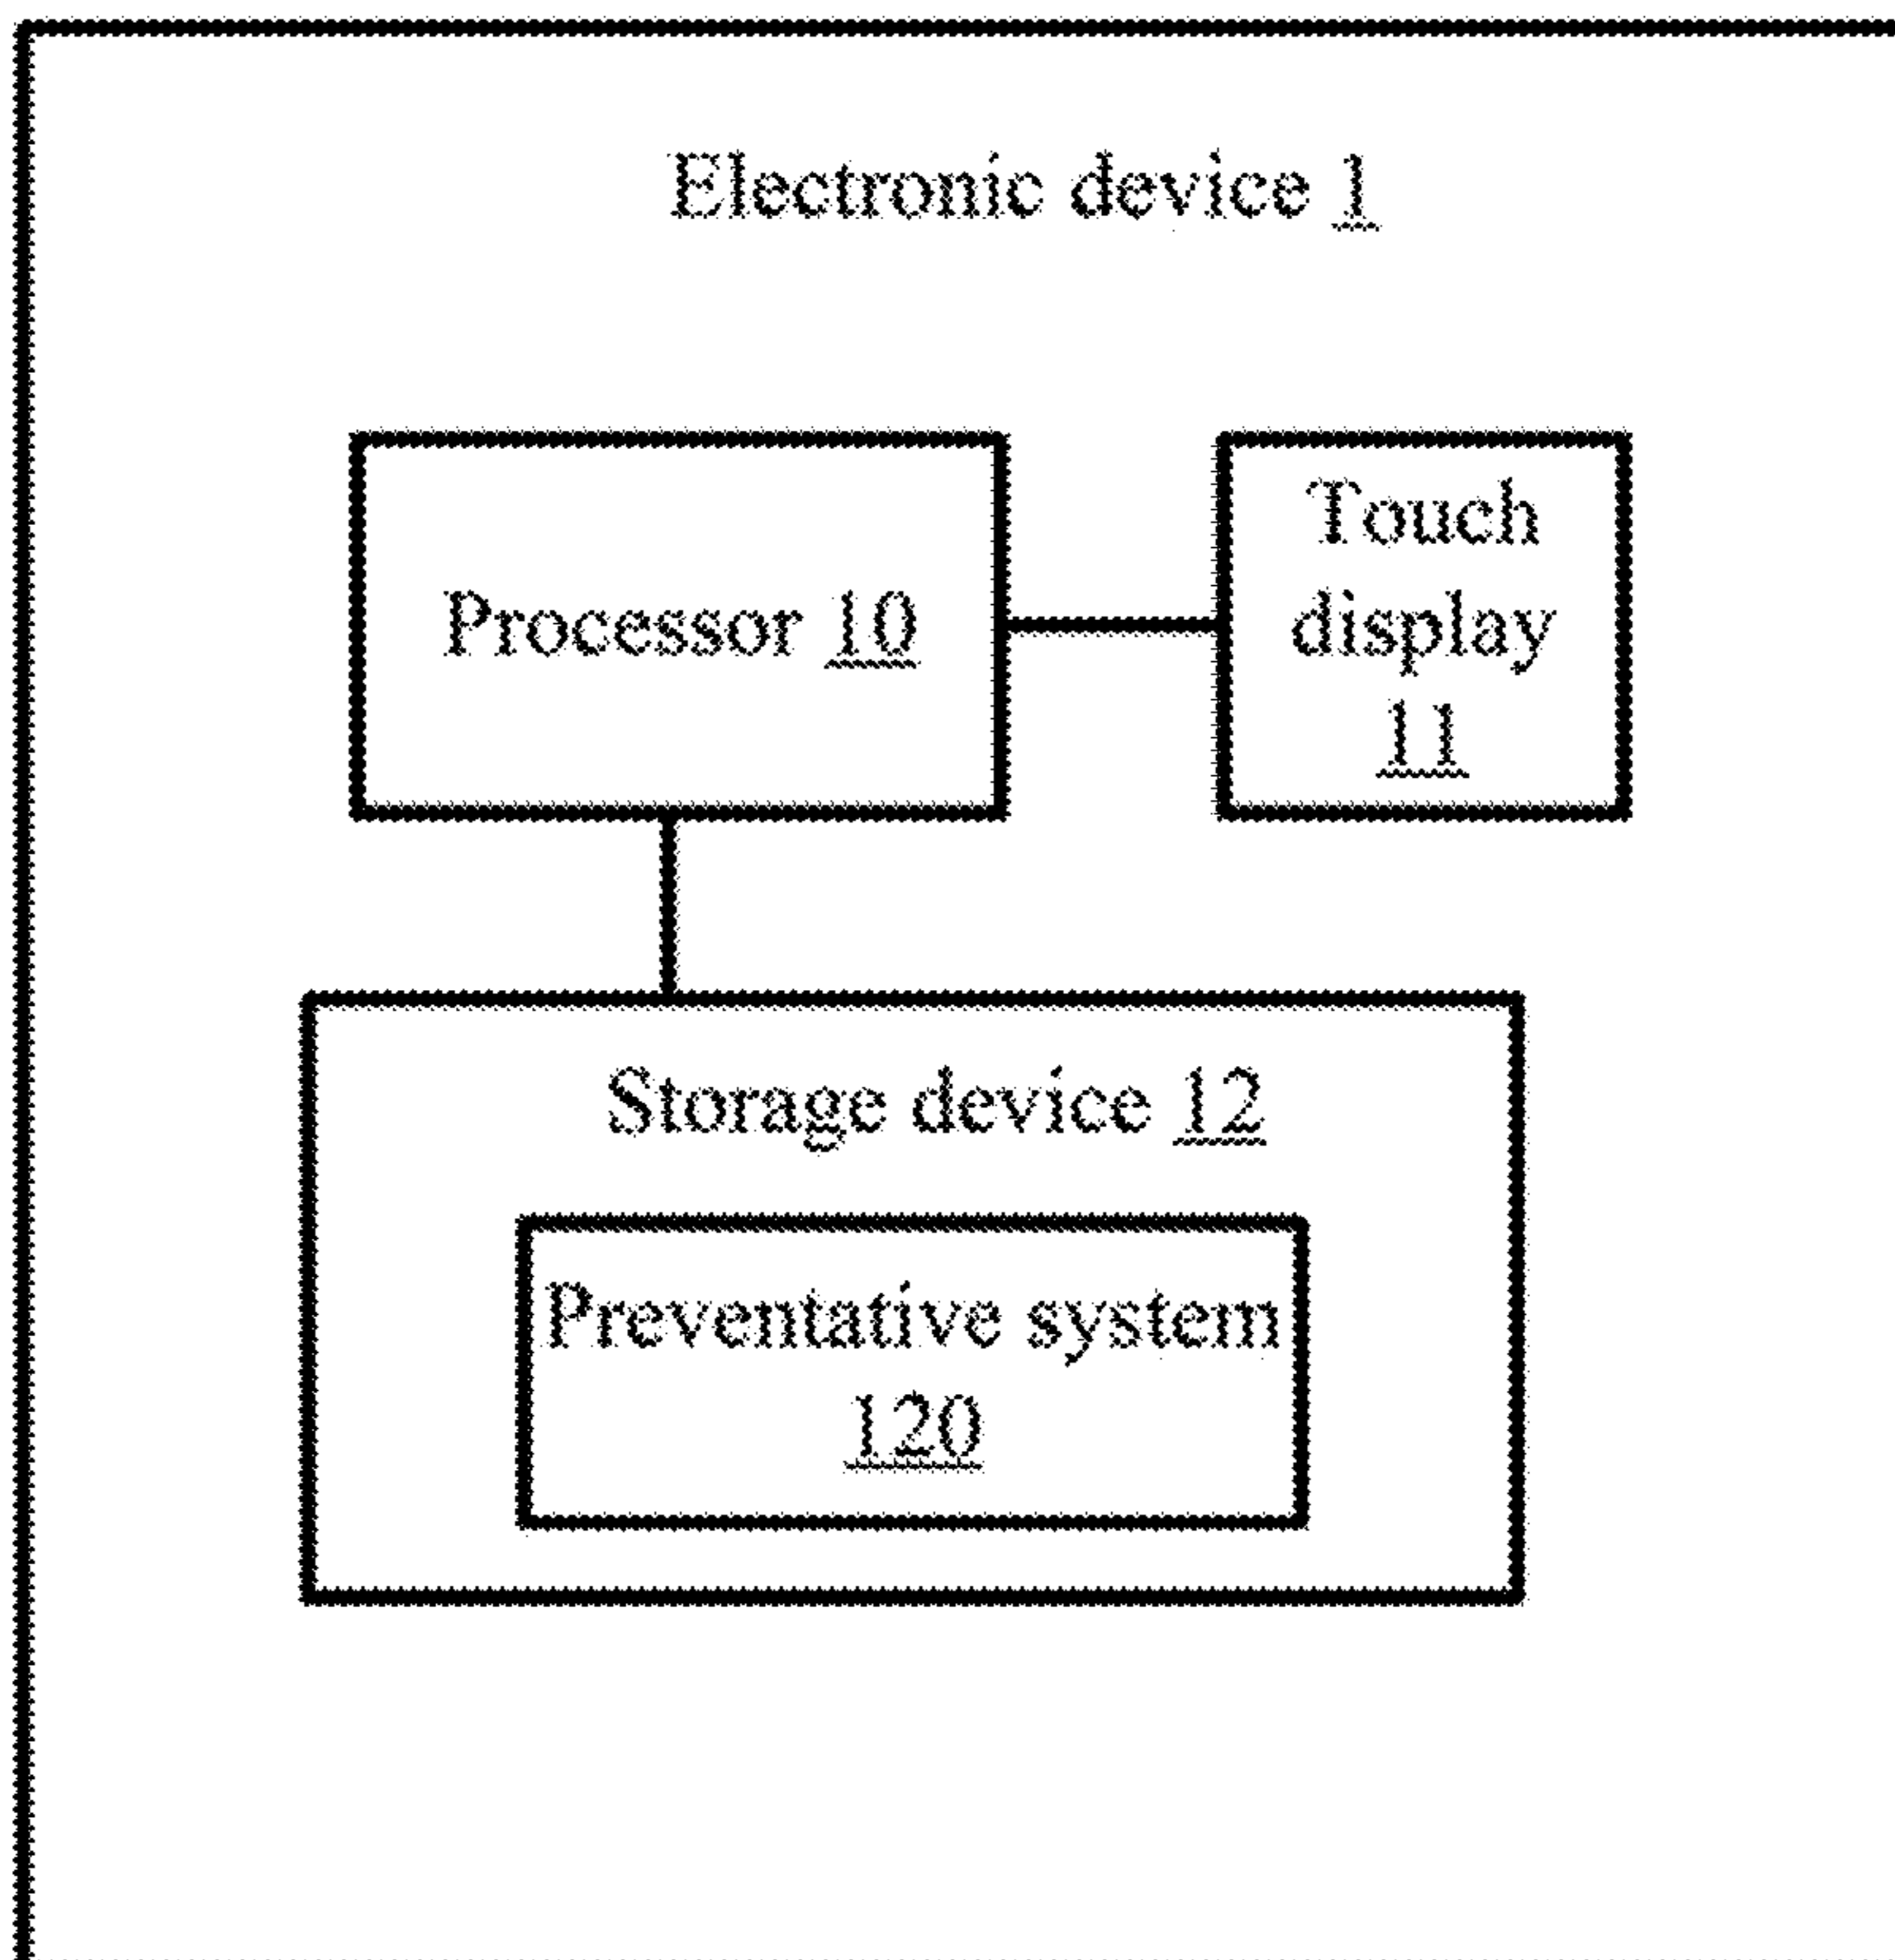 Electronic device 1
Processor 10
Touch
display
11
Storage device 12
Preventative system
120